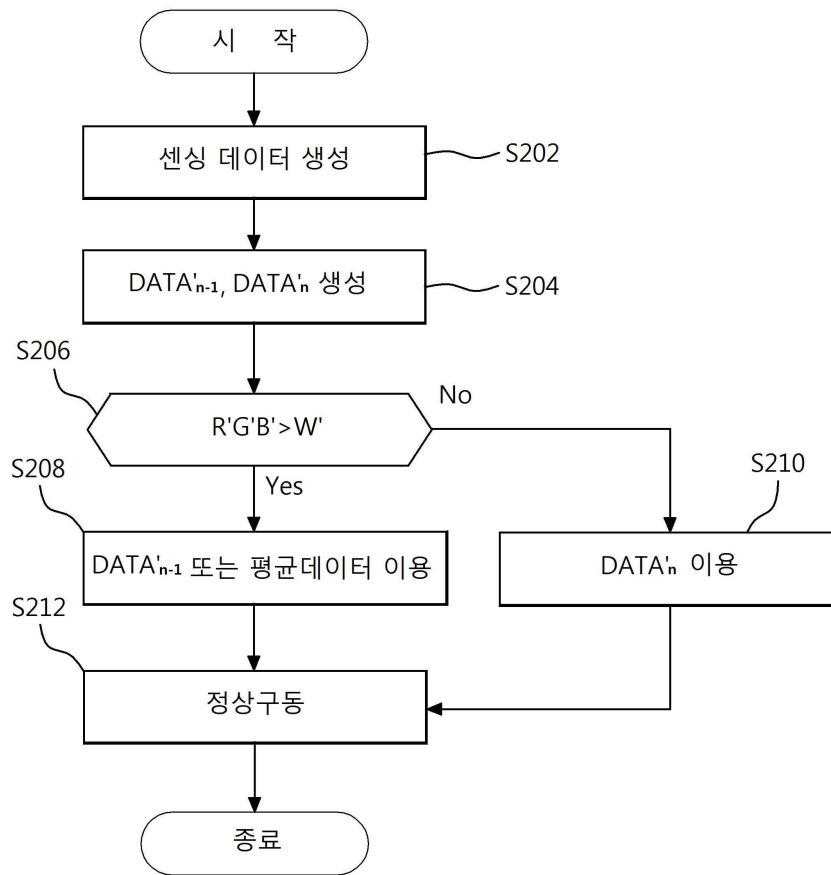 시 작
센싱 데이터 생성
S202
DATA'n-1, DATA'n 생성
S204
S206
R'G'B'>W'
No
Yes
S208
DATA'n-1 또는 평균데이터 이용
S210
DATA'n 이용
S212
정상구동
종료